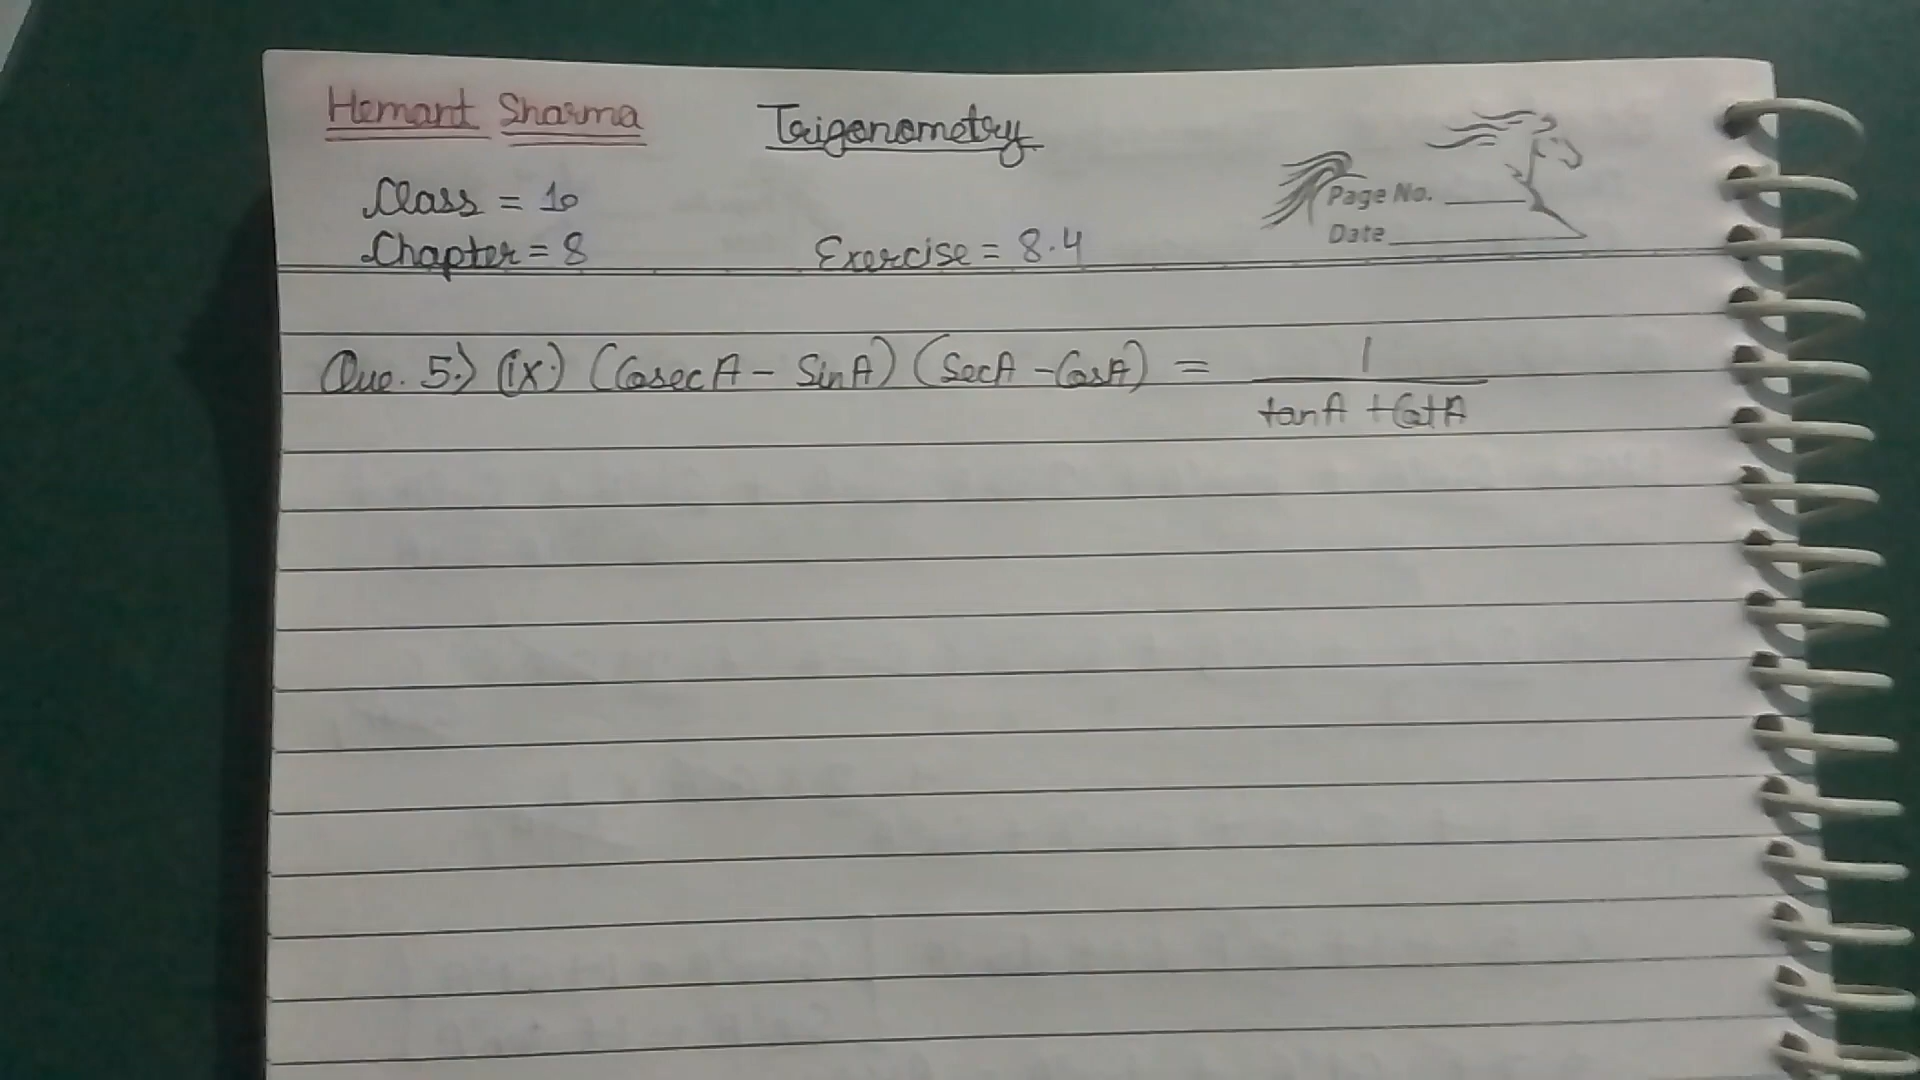 Hemant Sharma Trigonometry
Class = 10
Page No.
Chapter = 8 Exercise = 8.4
Date
Que. 5.) (ix.) (CosecA - SinA) (SecA - CosA) = 1
tanA + CotA